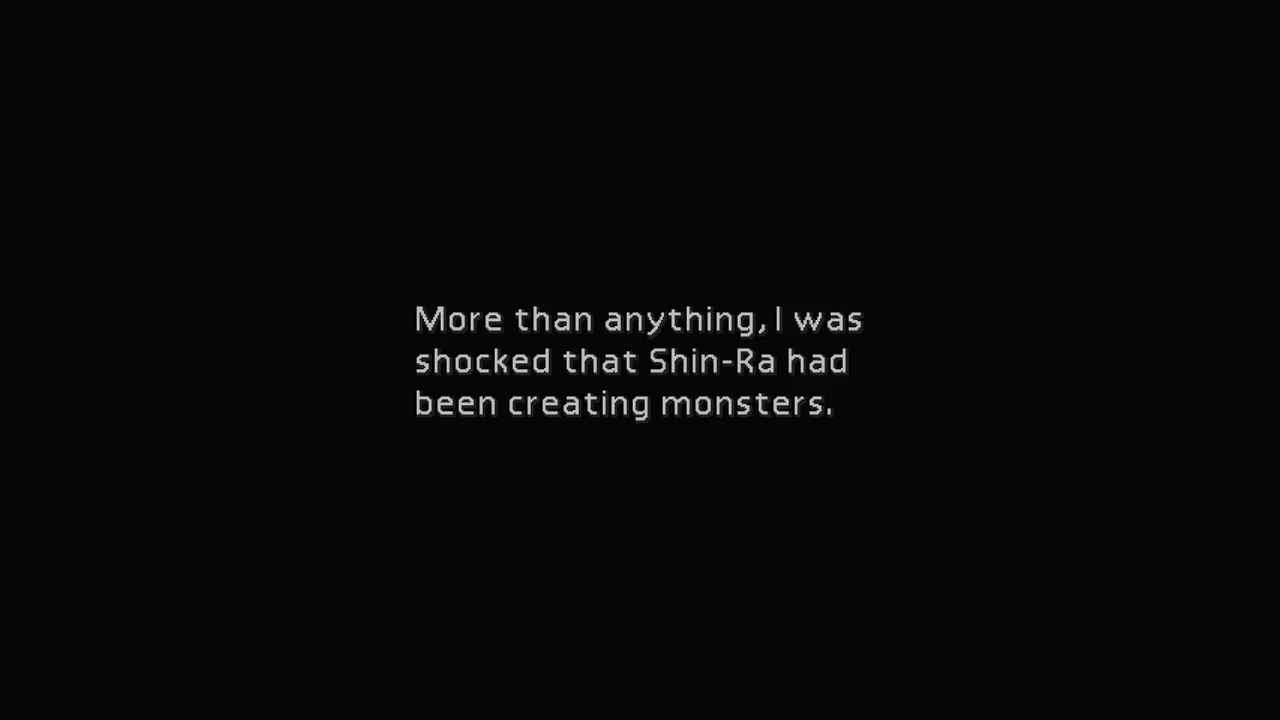 More than anything, I was
shocked that Shin-Ra had
been creating monsters.